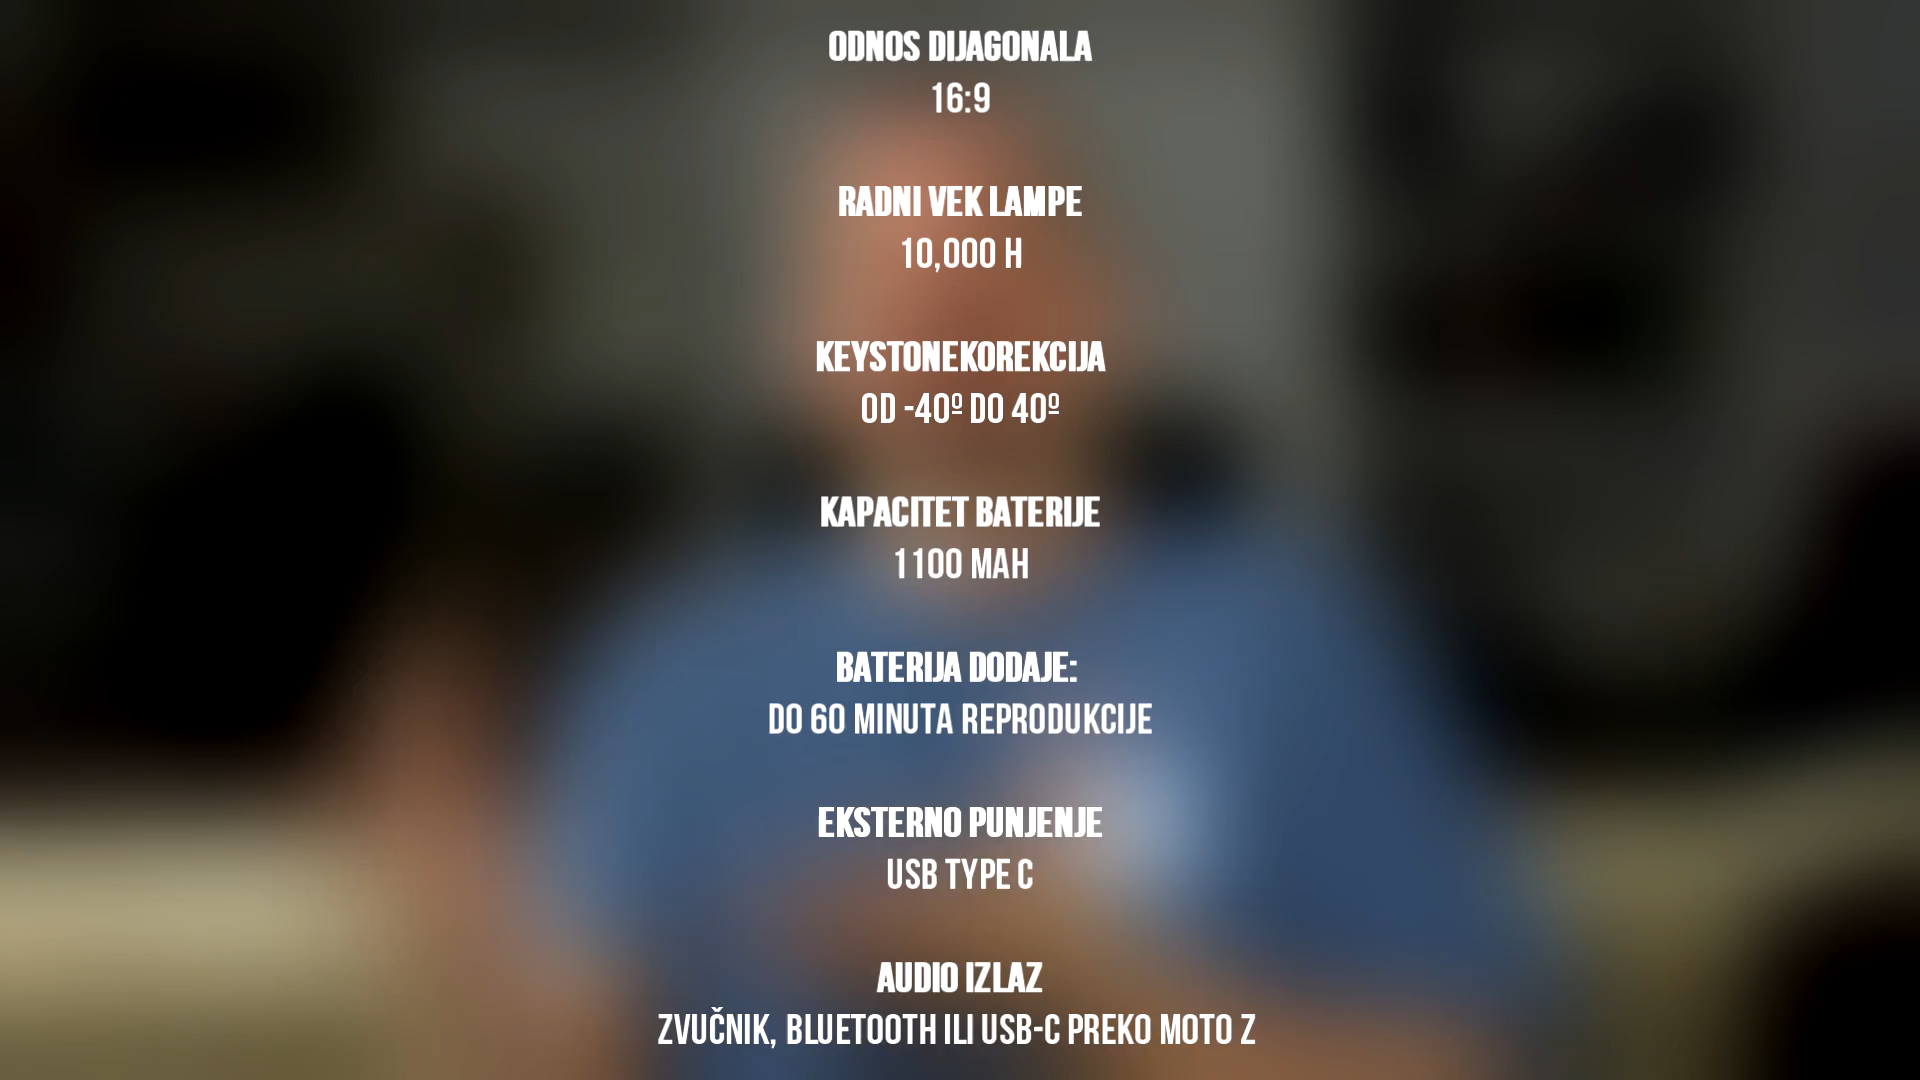 ODNOS DIJAGONALA
16:9
RADNI VEK LAMPE
10,000 H
KEYSTONEKOREKCIJA
OD -40º DO 40º
KAPACITET BATERIJE
1100 MAH
BATERIJA DODAJE:
DO 60 MINUTA REPRODUKCIJE
EKSTERNO PUNJENJE
USB TYPE C
AUDIO IZLAZ
ZVUČNIK, BLUETOOTH ILI USB-C PREKO MOTO Z